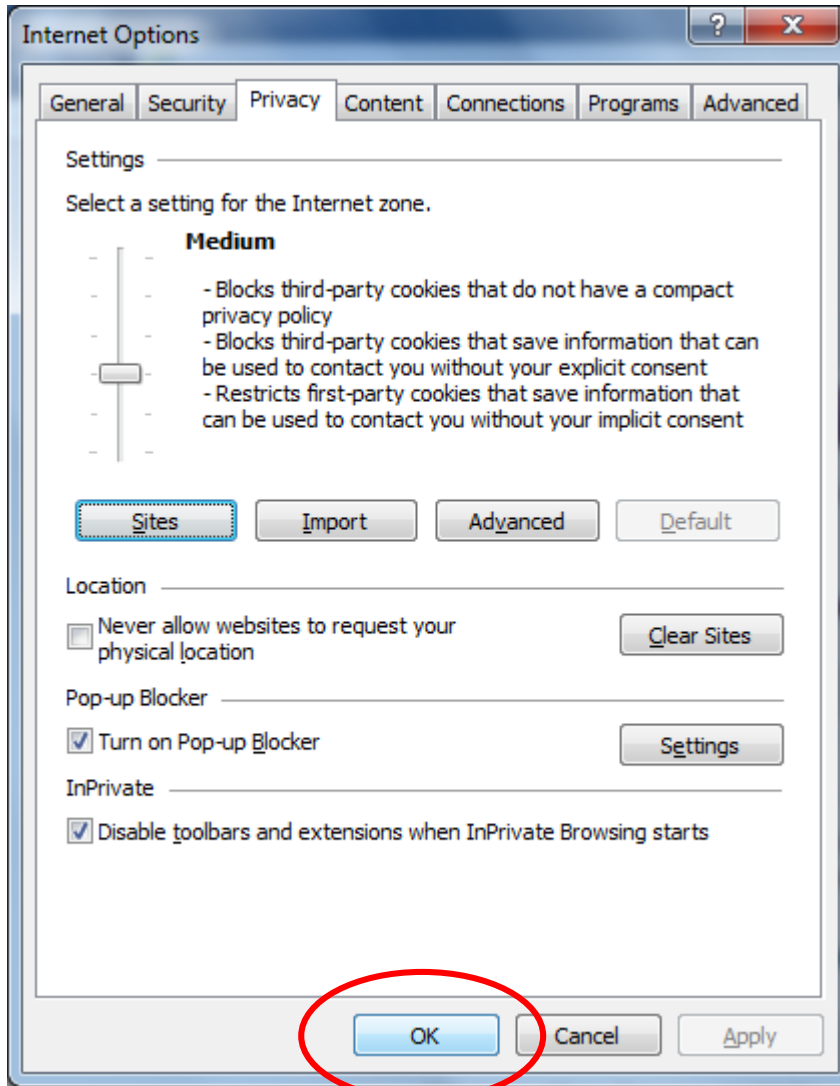 Internet Options
?
X
General Security Privacy Content Connections Programs Advanced
Settings
Select a setting for the Internet zone.
Medium
- Blocks third-party cookies that do not have a compact
privacy policy
- Blocks third-party cookies that save information that can
be used to contact you without your explicit consent
- Restricts first-party cookies that save information that
can be used to contact you without your implicit consent
Sites Import Advanced Default
Location
Never allow websites to request your
physical location
Clear Sites
Pop-up Blocker
Turn on Pop-up Blocker
Settings
InPrivate
Disable toolbars and extensions when InPrivate Browsing starts
OK Cancel Apply